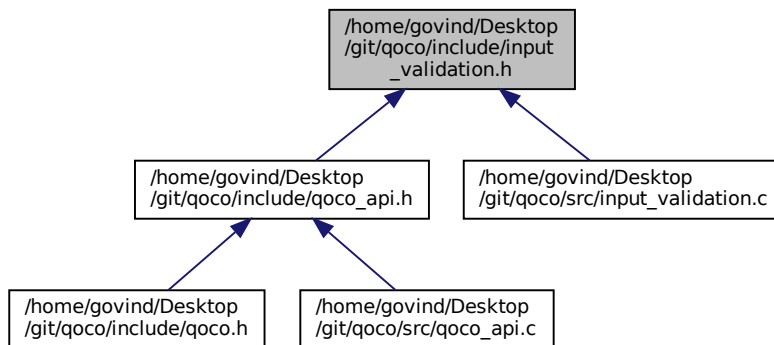 /home/govind/Desktop
/git/qoco/include/input
_validation.h
/home/govind/Desktop
/git/qoco/include/qoco_api.h
/home/govind/Desktop
/git/qoco/src/input_validation.c
/home/govind/Desktop
/git/qoco/include/qoco.h
/home/govind/Desktop
/git/qoco/src/qoco_api.c